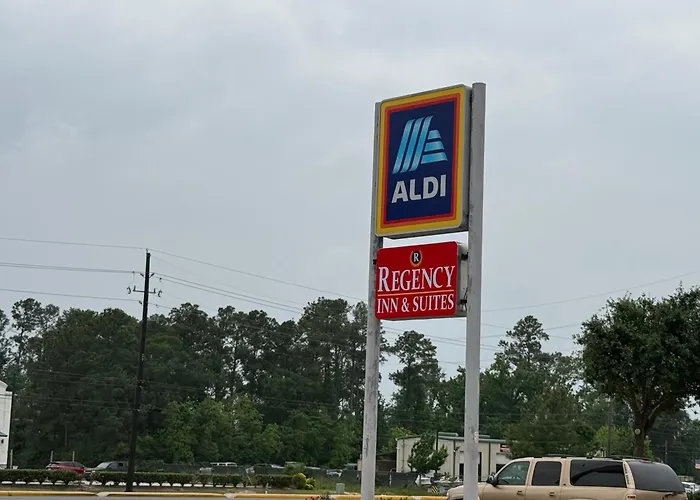 ALDI
R
REGENCY
INN & SUITES